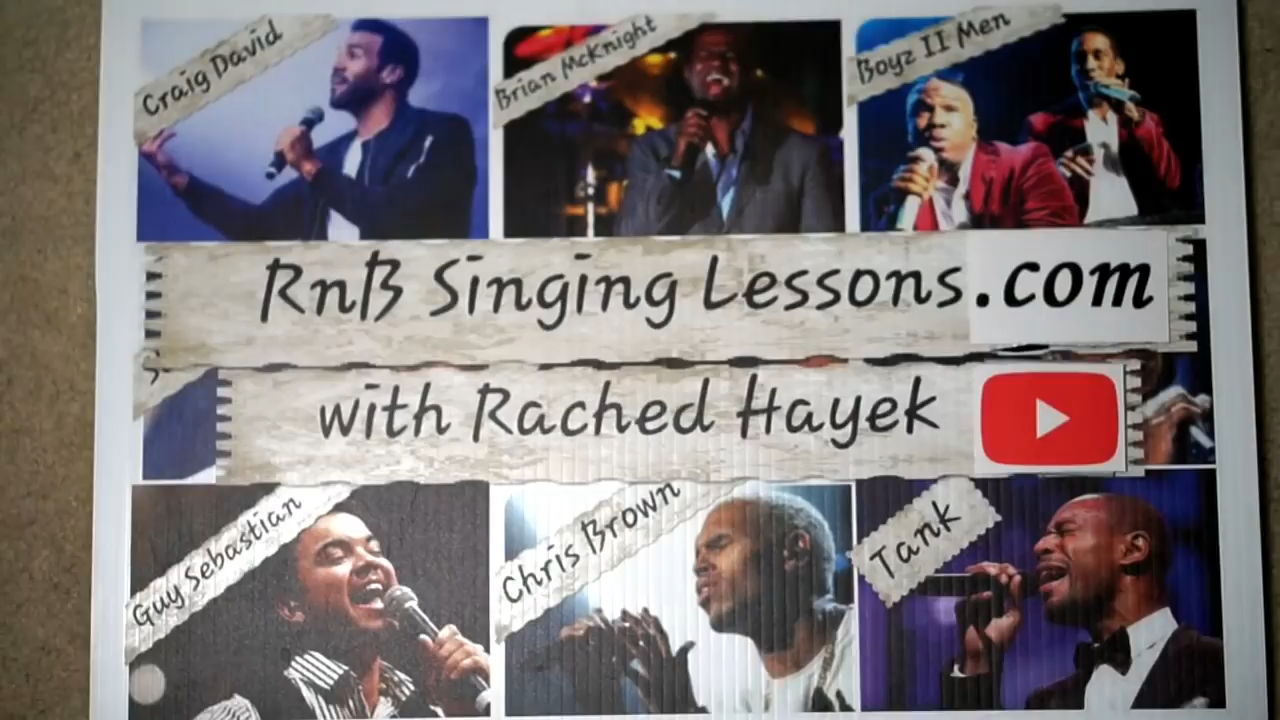 Craig David
Brian McKnight
Boyz II Men
RnB Singing Lessons.com
with Rached Hayek
Guy Sebastian
Chris Brown
Tank